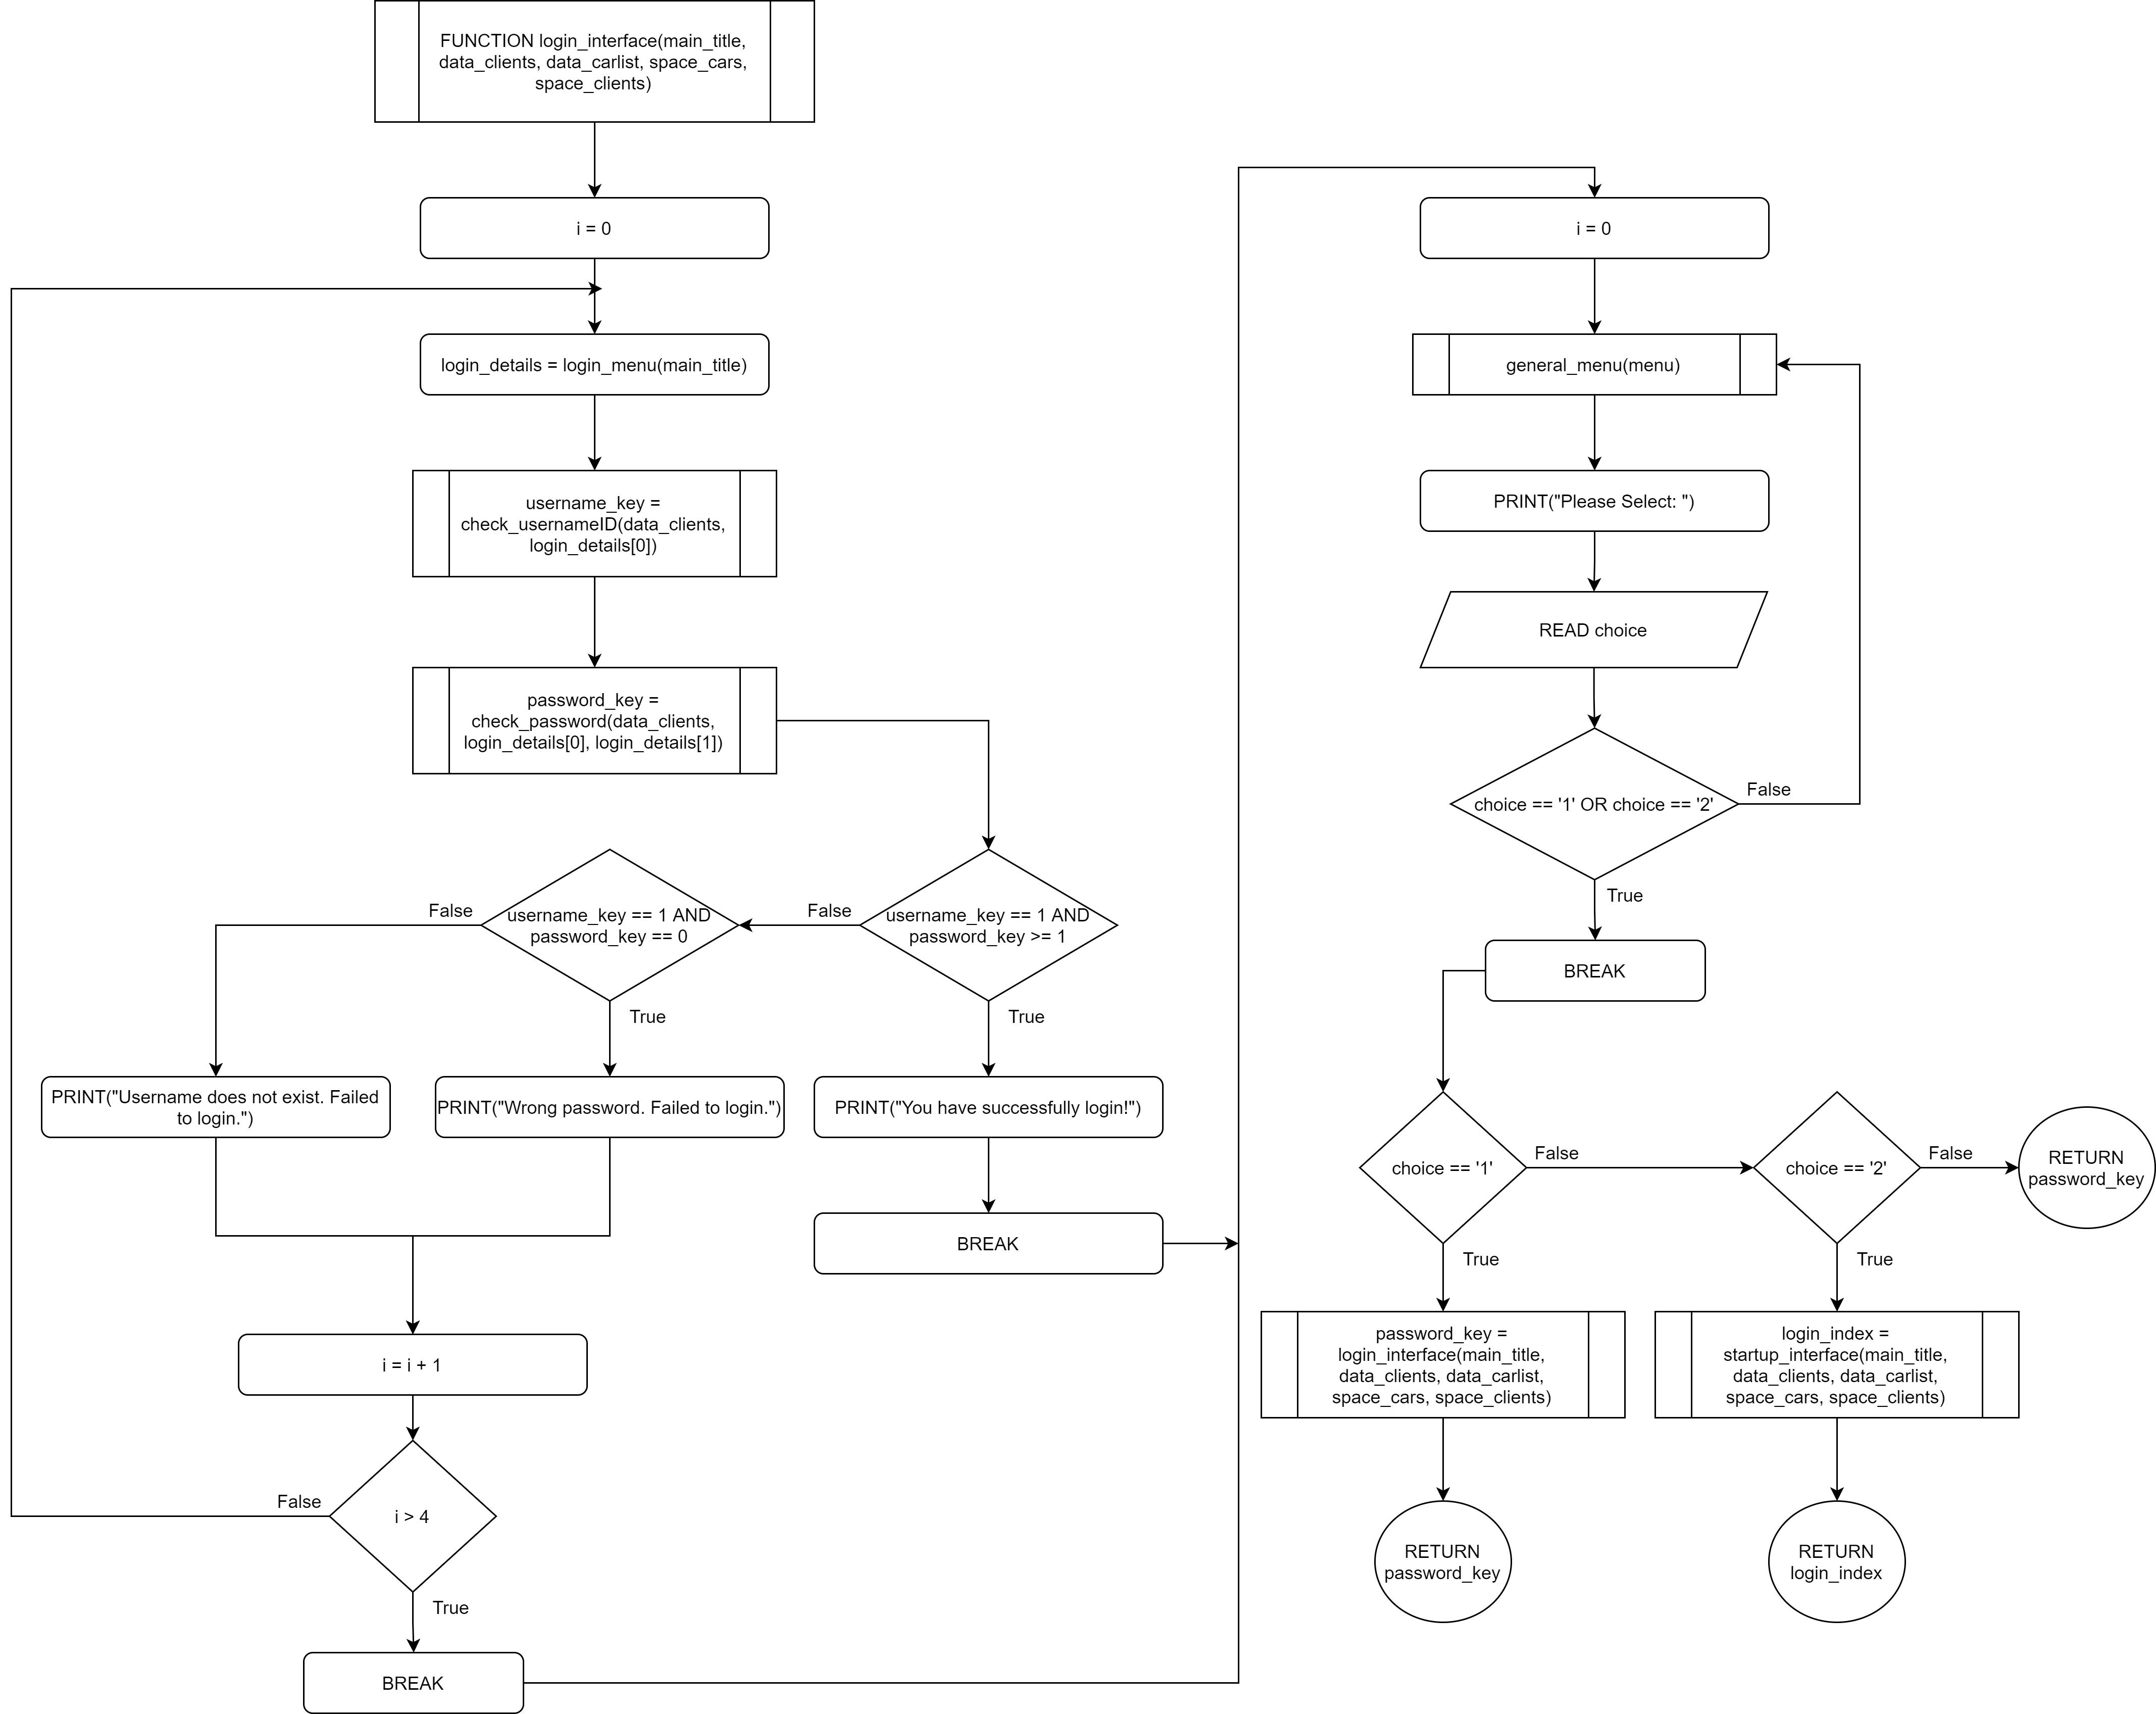 FUNCTION login_interface(main_title,
data_clients, data_carlist, space_cars,
space_clients)
i = 0
login_details = login_menu(main_title)
username_key =
check_usernameID(data_clients,
login_details[0])
password_key =
check_password(data_clients,
login_details[0], login_details[1])
username_key == 1 AND
password_key >= 1
False
True
username_key == 1 AND
password_key == 0
False
True
PRINT("Username does not exist. Failed
to login.")
PRINT("Wrong password. Failed to login.")
PRINT("You have successfully login!")
BREAK
i = i + 1
i > 4
False
True
BREAK
i = 0
general_menu(menu)
PRINT("Please Select: ")
READ choice
choice == '1' OR choice == '2'
False
True
BREAK
choice == '1'
False
True
choice == '2'
False
True
RETURN
password_key
password_key =
login_interface(main_title,
data_clients, data_carlist,
space_cars, space_clients)
login_index =
startup_interface(main_title,
data_clients, data_carlist,
space_cars, space_clients)
RETURN
password_key
RETURN
login_index